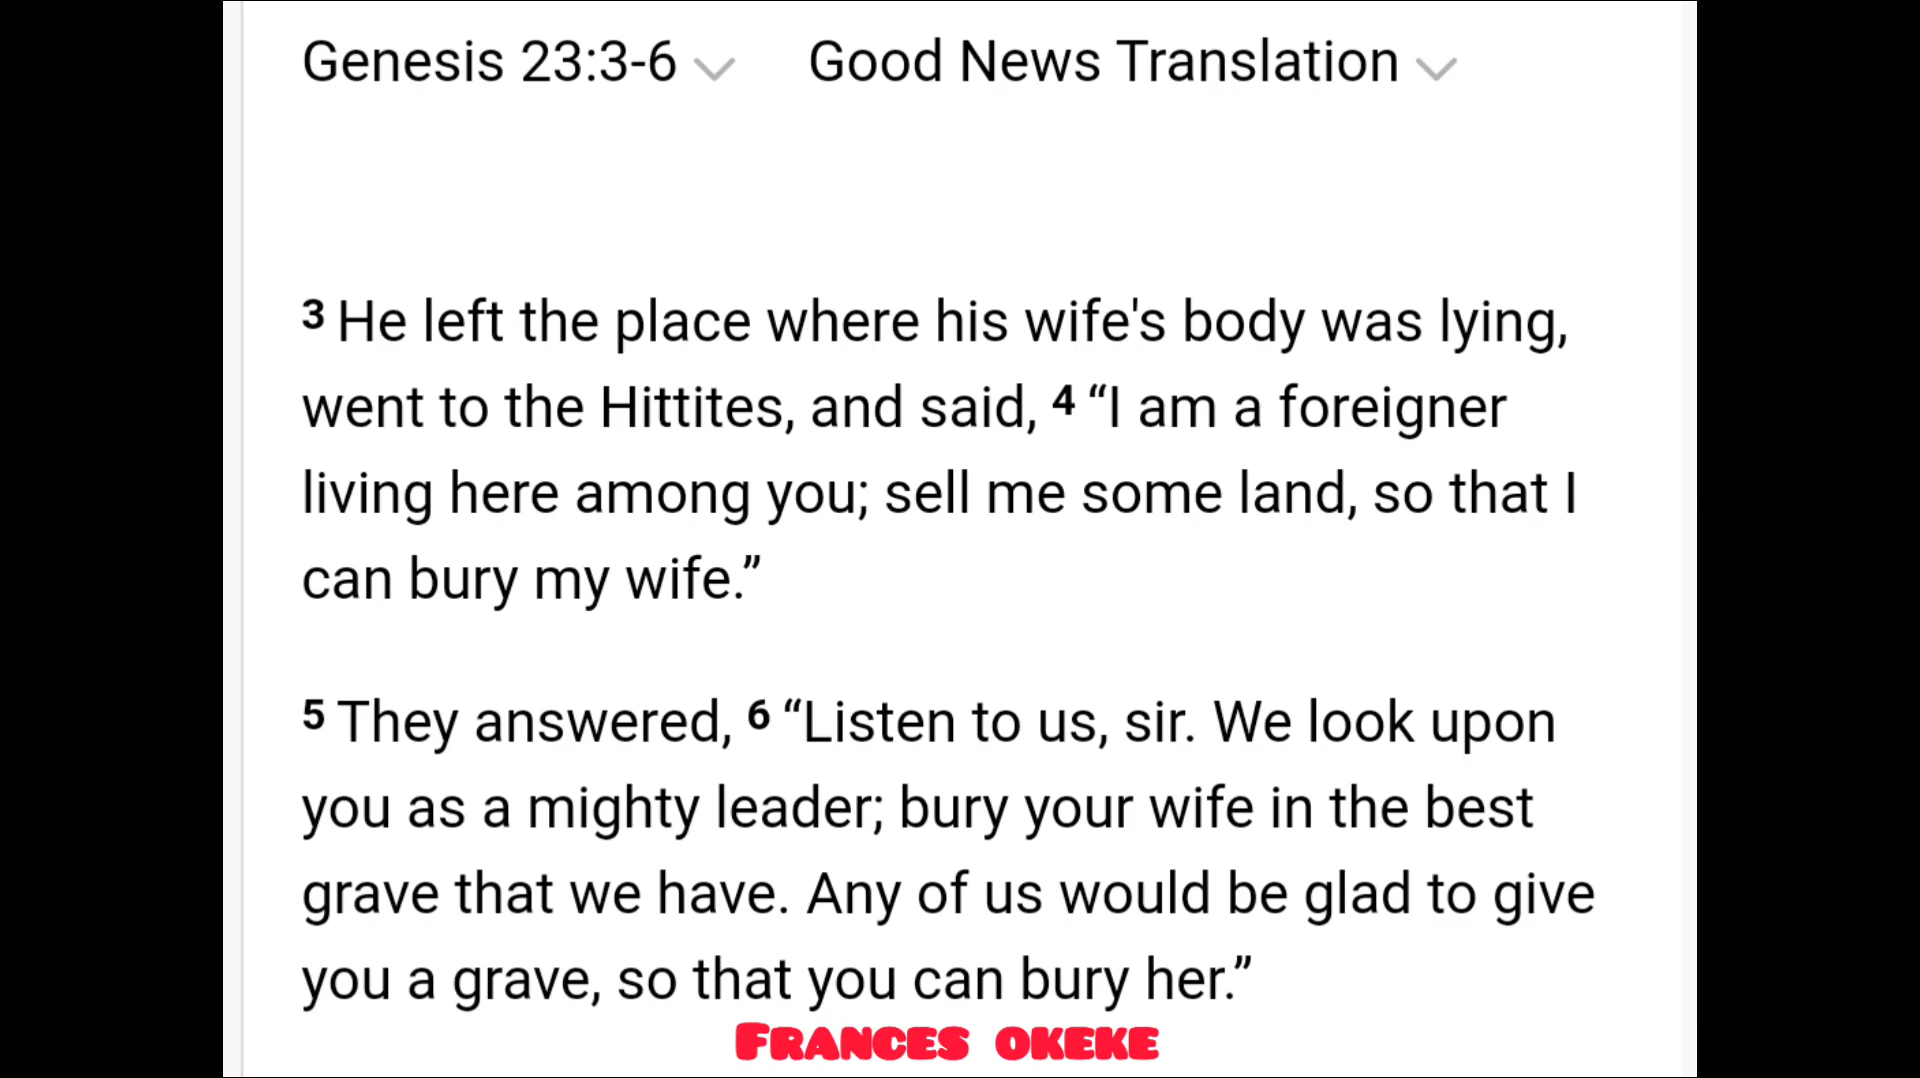 Genesis 23:3-6 Good News Translation
3 He left the place where his wife's body was lying,
went to the Hittites, and said, 4 “I am a foreigner
living here among you; sell me some land, so that I
can bury my wife.”
5 They answered, 6 “Listen to us, sir. We look upon
you as a mighty leader; bury your wife in the best
grave that we have. Any of us would be glad to give
you a grave, so that you can bury her.”
FRANCES OKEKE